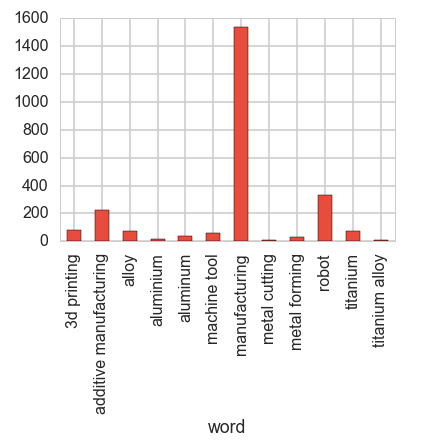 1600
1400
1200
1000
800
600
400
200
0
3d printing
additive manufacturing
alloy
aluminium
aluminum
machine tool
manufacturing
metal cutting
metal forming
robot
titanium
titanium alloy
word